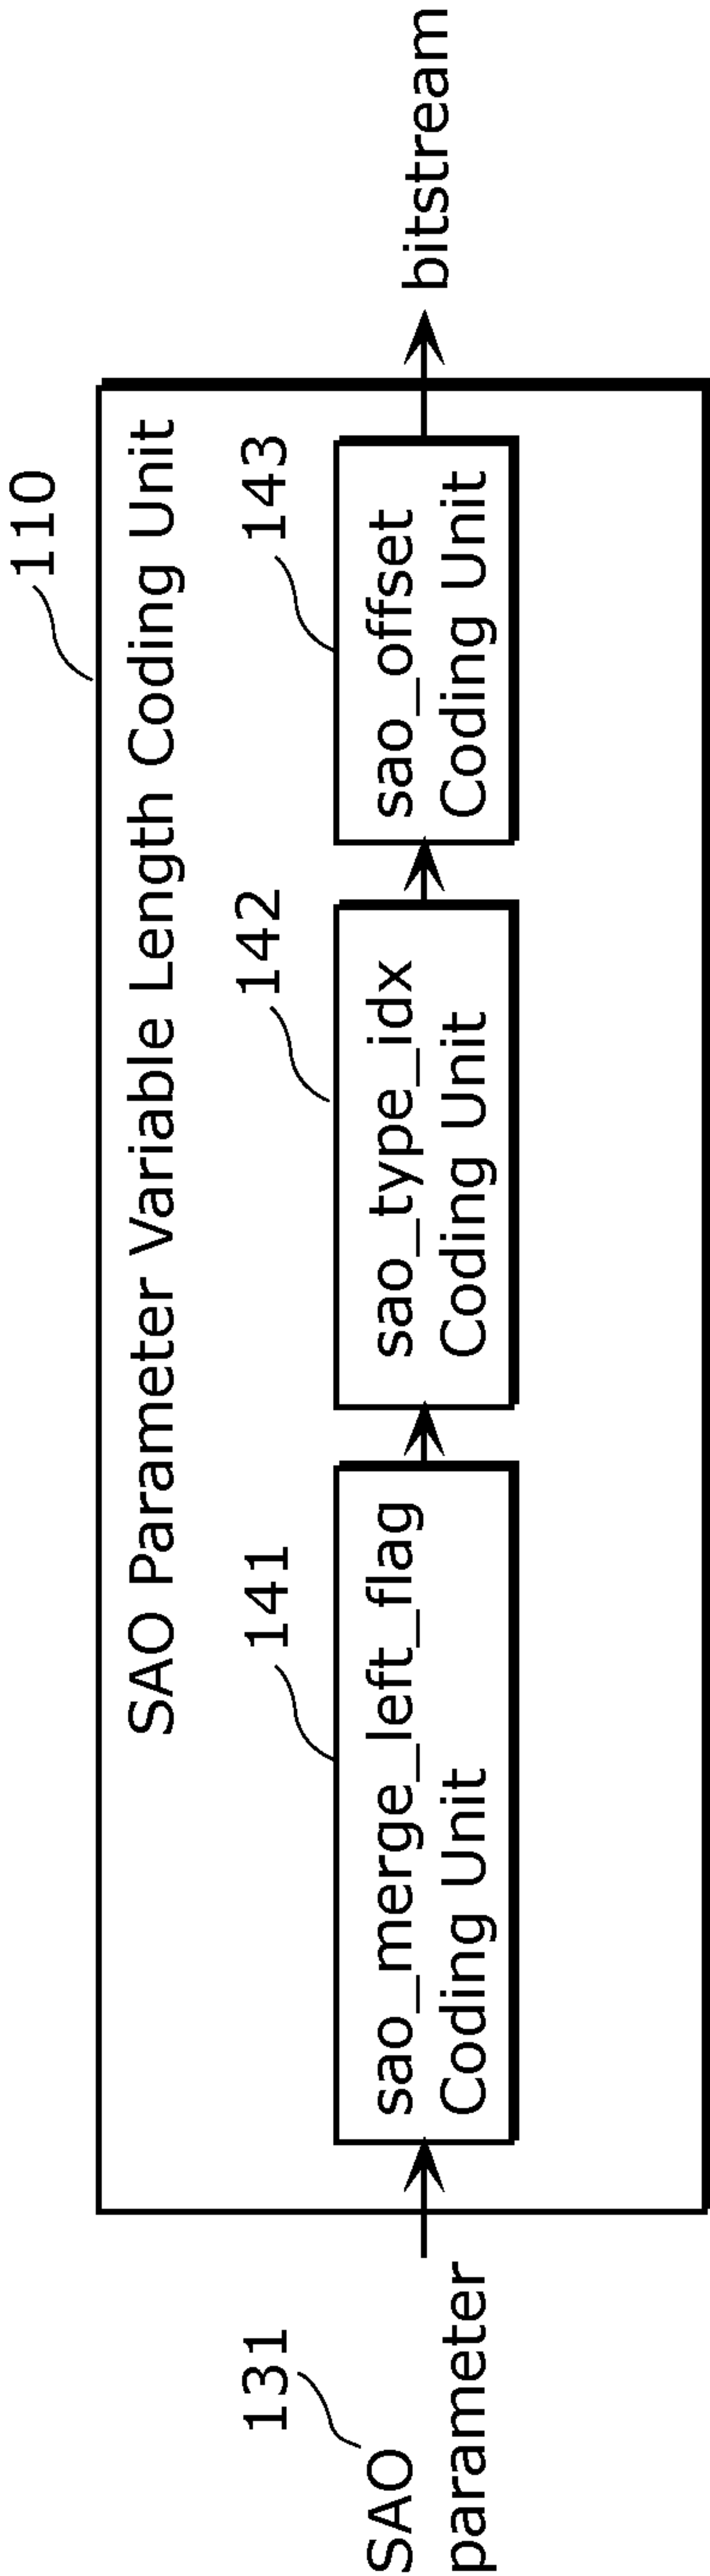 110
SAO Parameter Variable Length Coding Unit
131
141
142
143
SAO
parameter
sao_merge_left_flag
Coding Unit
sao_type_idx
Coding Unit
sao_offset
Coding Unit
bitstream